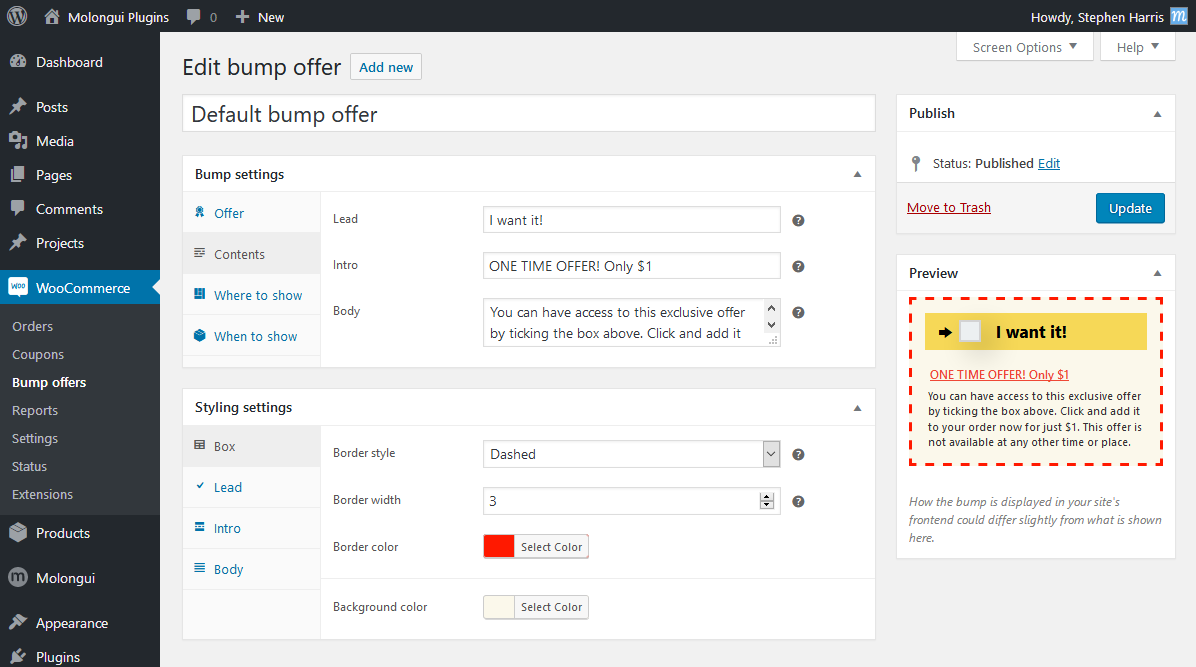 Molongui Plugins 0 New Howdy, Stephen Harris
Dashboard
Posts
Media
Pages
Comments
Projects
WooCommerce
Orders
Coupons
Bump offers
Reports
Settings
Status
Extensions
Products
Molongui
Appearance
Plugins
Screen Options Help
Edit bump offer Add new
Default bump offer
Bump settings
Offer
Contents
Where to show
When to show
Lead I want it!
Intro ONE TIME OFFER! Only $1
Body You can have access to this exclusive offer
by ticking the box above. Click and add it
Styling settings
Box
Lead
Intro
Body
Border style Dashed
Border width 3
Border color Select Color
Background color Select Color
Publish
Status: Published Edit
Move to Trash Update
Preview
I want it!
ONE TIME OFFER! Only $1
You can have access to this exclusive offer
by ticking the box above. Click and add it
to your order now for just $1. This offer is
not available at any other time or place.
How the bump is displayed in your site's
frontend could differ slightly from what is shown
here.